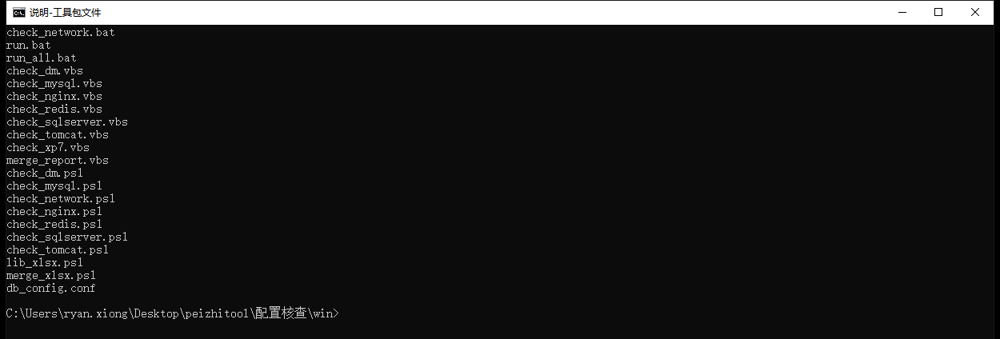 说明-工具包文件
check_network.bat
run.bat
run_all.bat
check_dm.vbs
check_mysql.vbs
check_nginx.vbs
check_redis.vbs
check_sqlserver.vbs
check_tomcat.vbs
check_xp7.vbs
merge_report.vbs
check_dm.ps1
check_mysql.ps1
check_network.ps1
check_nginx.ps1
check_redis.ps1
check_sqlserver.ps1
check_tomcat.ps1
lib_xlsx.ps1
merge_xlsx.ps1
db_config.conf
C:\Users\ryan.xiong\Desktop\peizhitool\配置核查\win>